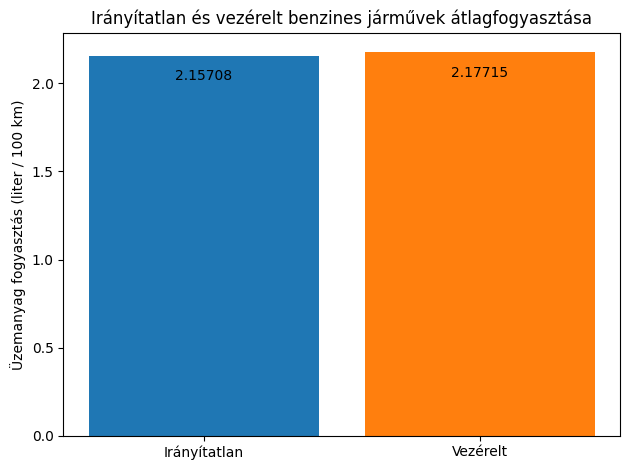 Irányítatlan és vezérelt benzines járművek átlagfogyasztása
Üzemanyag fogyasztás (liter / 100 km)
2.0
1.5
1.0
0.5
0.0
2.15708
2.17715
Irányítatlan
Vezérelt